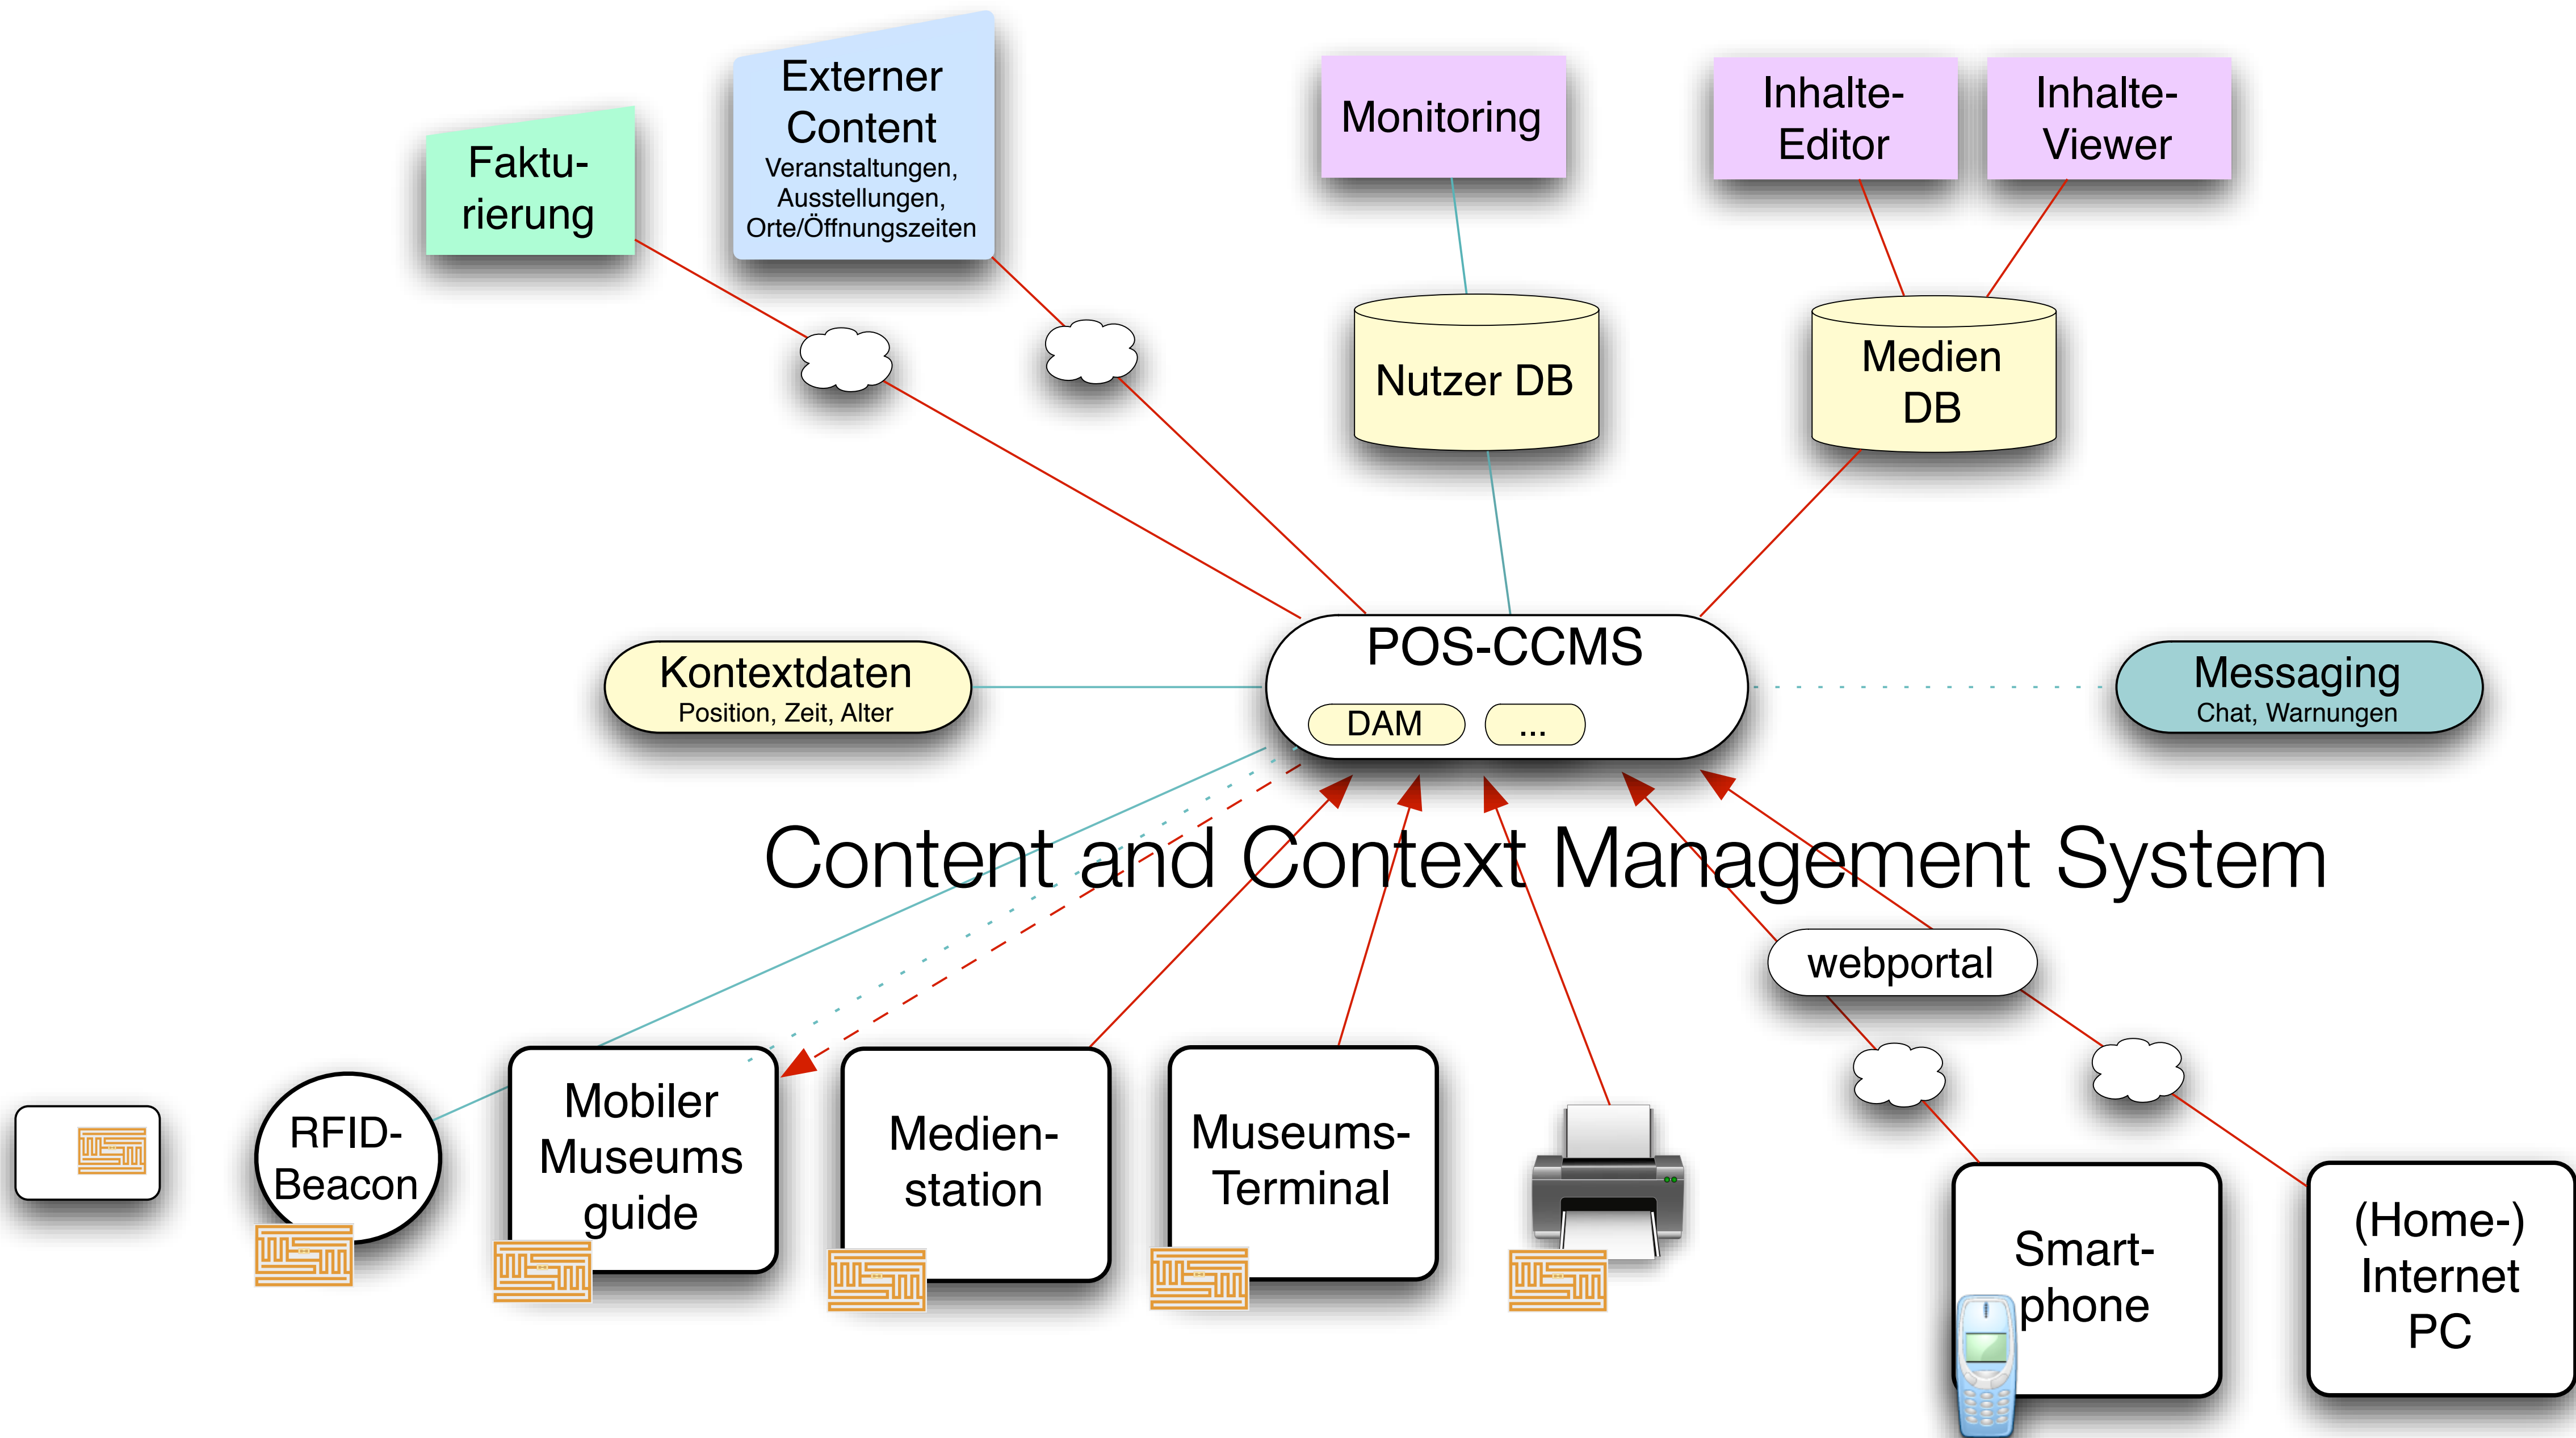 Faktu-
rierung
Externer
Content
Veranstaltungen,
Ausstellungen,
Orte/Öffnungszeiten
Monitoring
Inhalte-
Editor
Inhalte-
Viewer
Nutzer DB
Medien
DB
Kontextdaten
Position, Zeit, Alter
POS-CCMS
DAM
...
Messaging
Chat, Warnungen
Content and Context Management System
webportal
RFID-
Beacon
Mobiler
Museums
guide
Medien-
station
Museums-
Terminal
Smart-
phone
(Home-)
Internet
PC